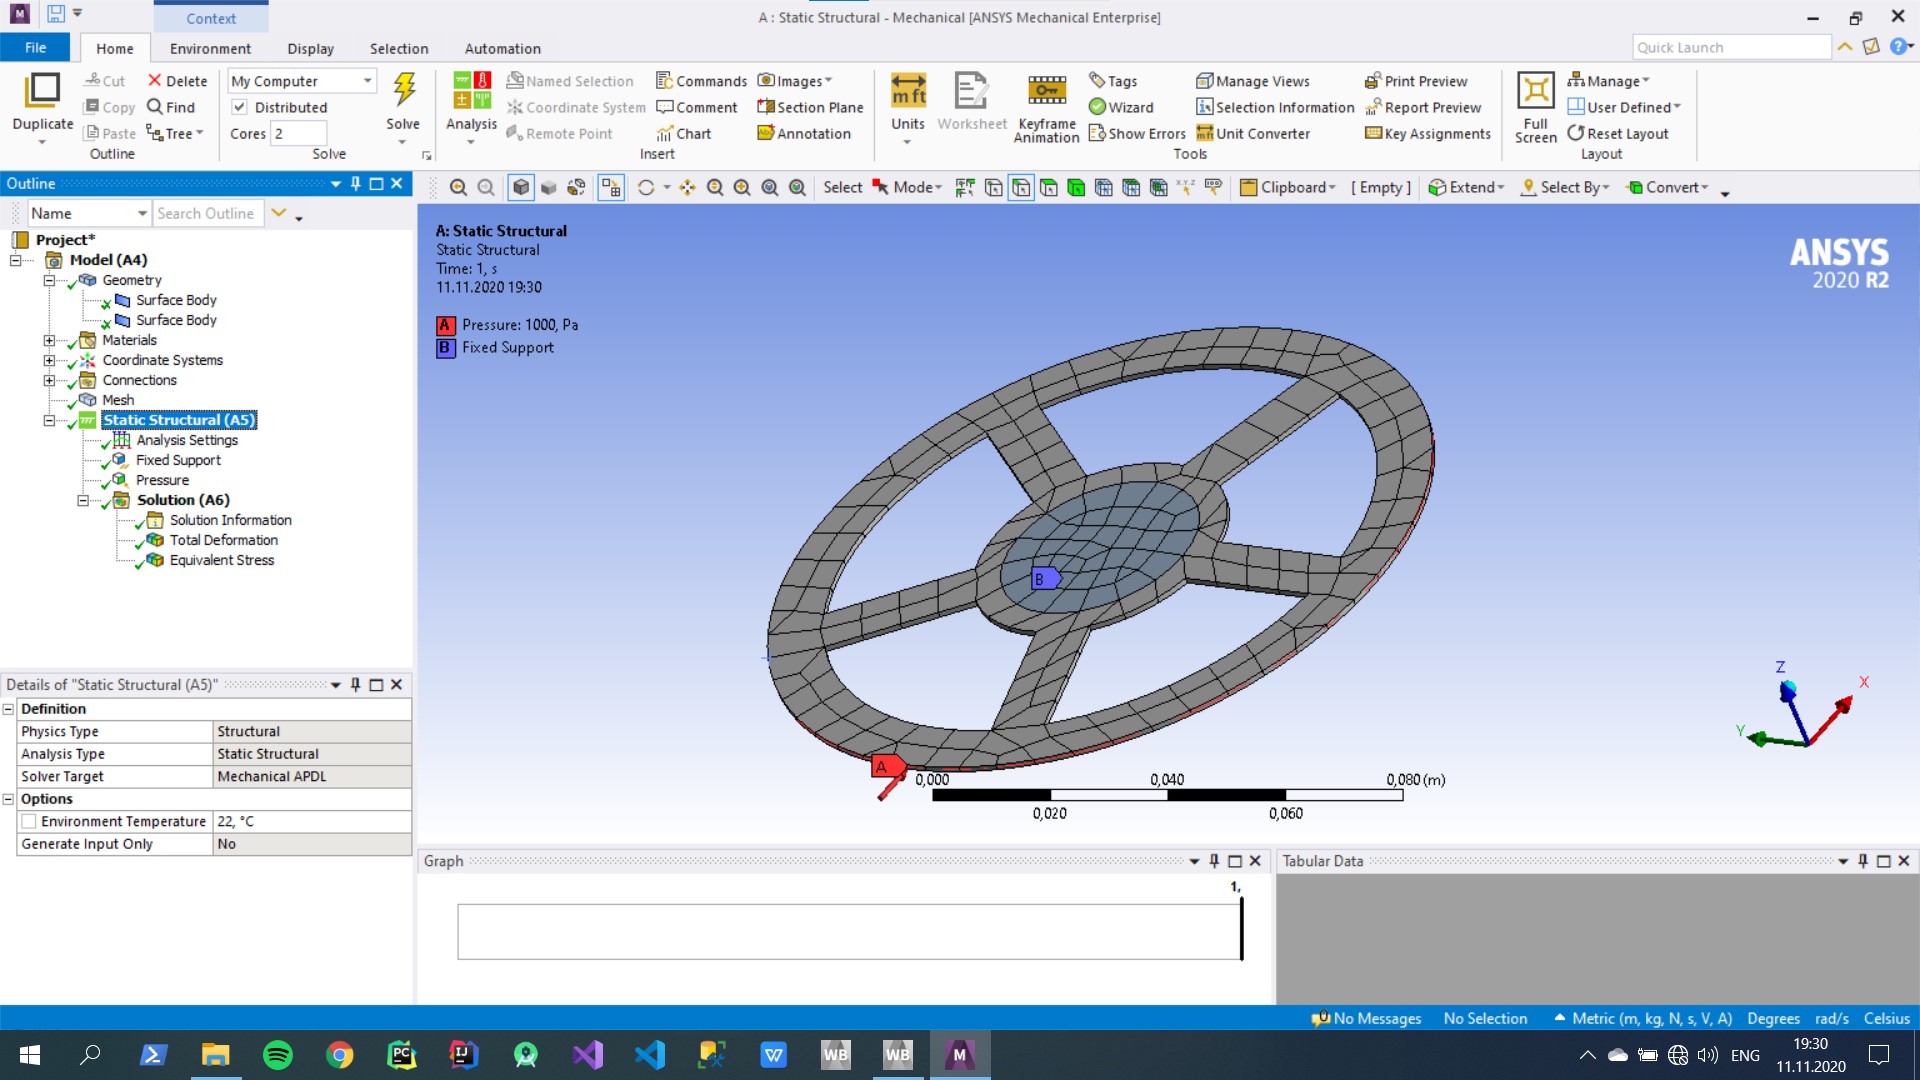 Context
A : Static Structural - Mechanical [ANSYS Mechanical Enterprise]
File
Home
Environment
Display
Selection
Automation
Quick Launch
Duplicate
Cut
Copy
Paste
Delete
Find
Tree
Outline
My Computer
Distributed
Cores 2
Solve
Solve
Analysis
Named Selection
Coordinate System
Remote Point
Commands
Comment
Chart
Images
Section Plane
Annotation
Insert
Units
Worksheet
Keyframe
Animation
Tags
Wizard
Show Errors
Manage Views
Selection Information
Unit Converter
Print Preview
Report Preview
Key Assignments
Tools
Full
Screen
Manage
User Defined
Reset Layout
Layout
Outline
Name
Search Outline
Select
Mode
Clipboard
[ Empty ]
Extend
Select By
Convert
Project*
Model (A4)
Geometry
Surface Body
Surface Body
Materials
Coordinate Systems
Connections
Mesh
Static Structural (A5)
Analysis Settings
Fixed Support
Pressure
Solution (A6)
Solution Information
Total Deformation
Equivalent Stress
A: Static Structural
Static Structural
Time: 1, s
11.11.2020 19:30
A Pressure: 1000, Pa
B Fixed Support
ANSYS
2020 R2
B
A
0,000
0,040
0,080 (m)
0,020
0,060
Z
X
Y
Details of "Static Structural (A5)"
Definition
Physics Type Structural
Analysis Type Static Structural
Solver Target Mechanical APDL
Options
Environment Temperature 22, °C
Generate Input Only No
Graph
1,
Tabular Data
No Messages
No Selection
Metric (m, kg, N, s, V, A)
Degrees
rad/s
Celsius
PC
IJ
W
WB
WB
M
ENG
19:30
11.11.2020